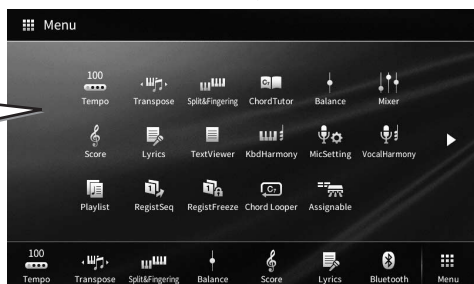 Menu
100
Tempo Transpose Split&Fingering ChordTutor Balance Mixer
Score Lyrics TextViewer KbdHarmony MicSetting VocalHarmony
Playlist RegistSeq RegistFreeze Chord Looper Assignable
100
Tempo Transpose Split&Fingering Balance Score Lyrics Bluetooth Menu